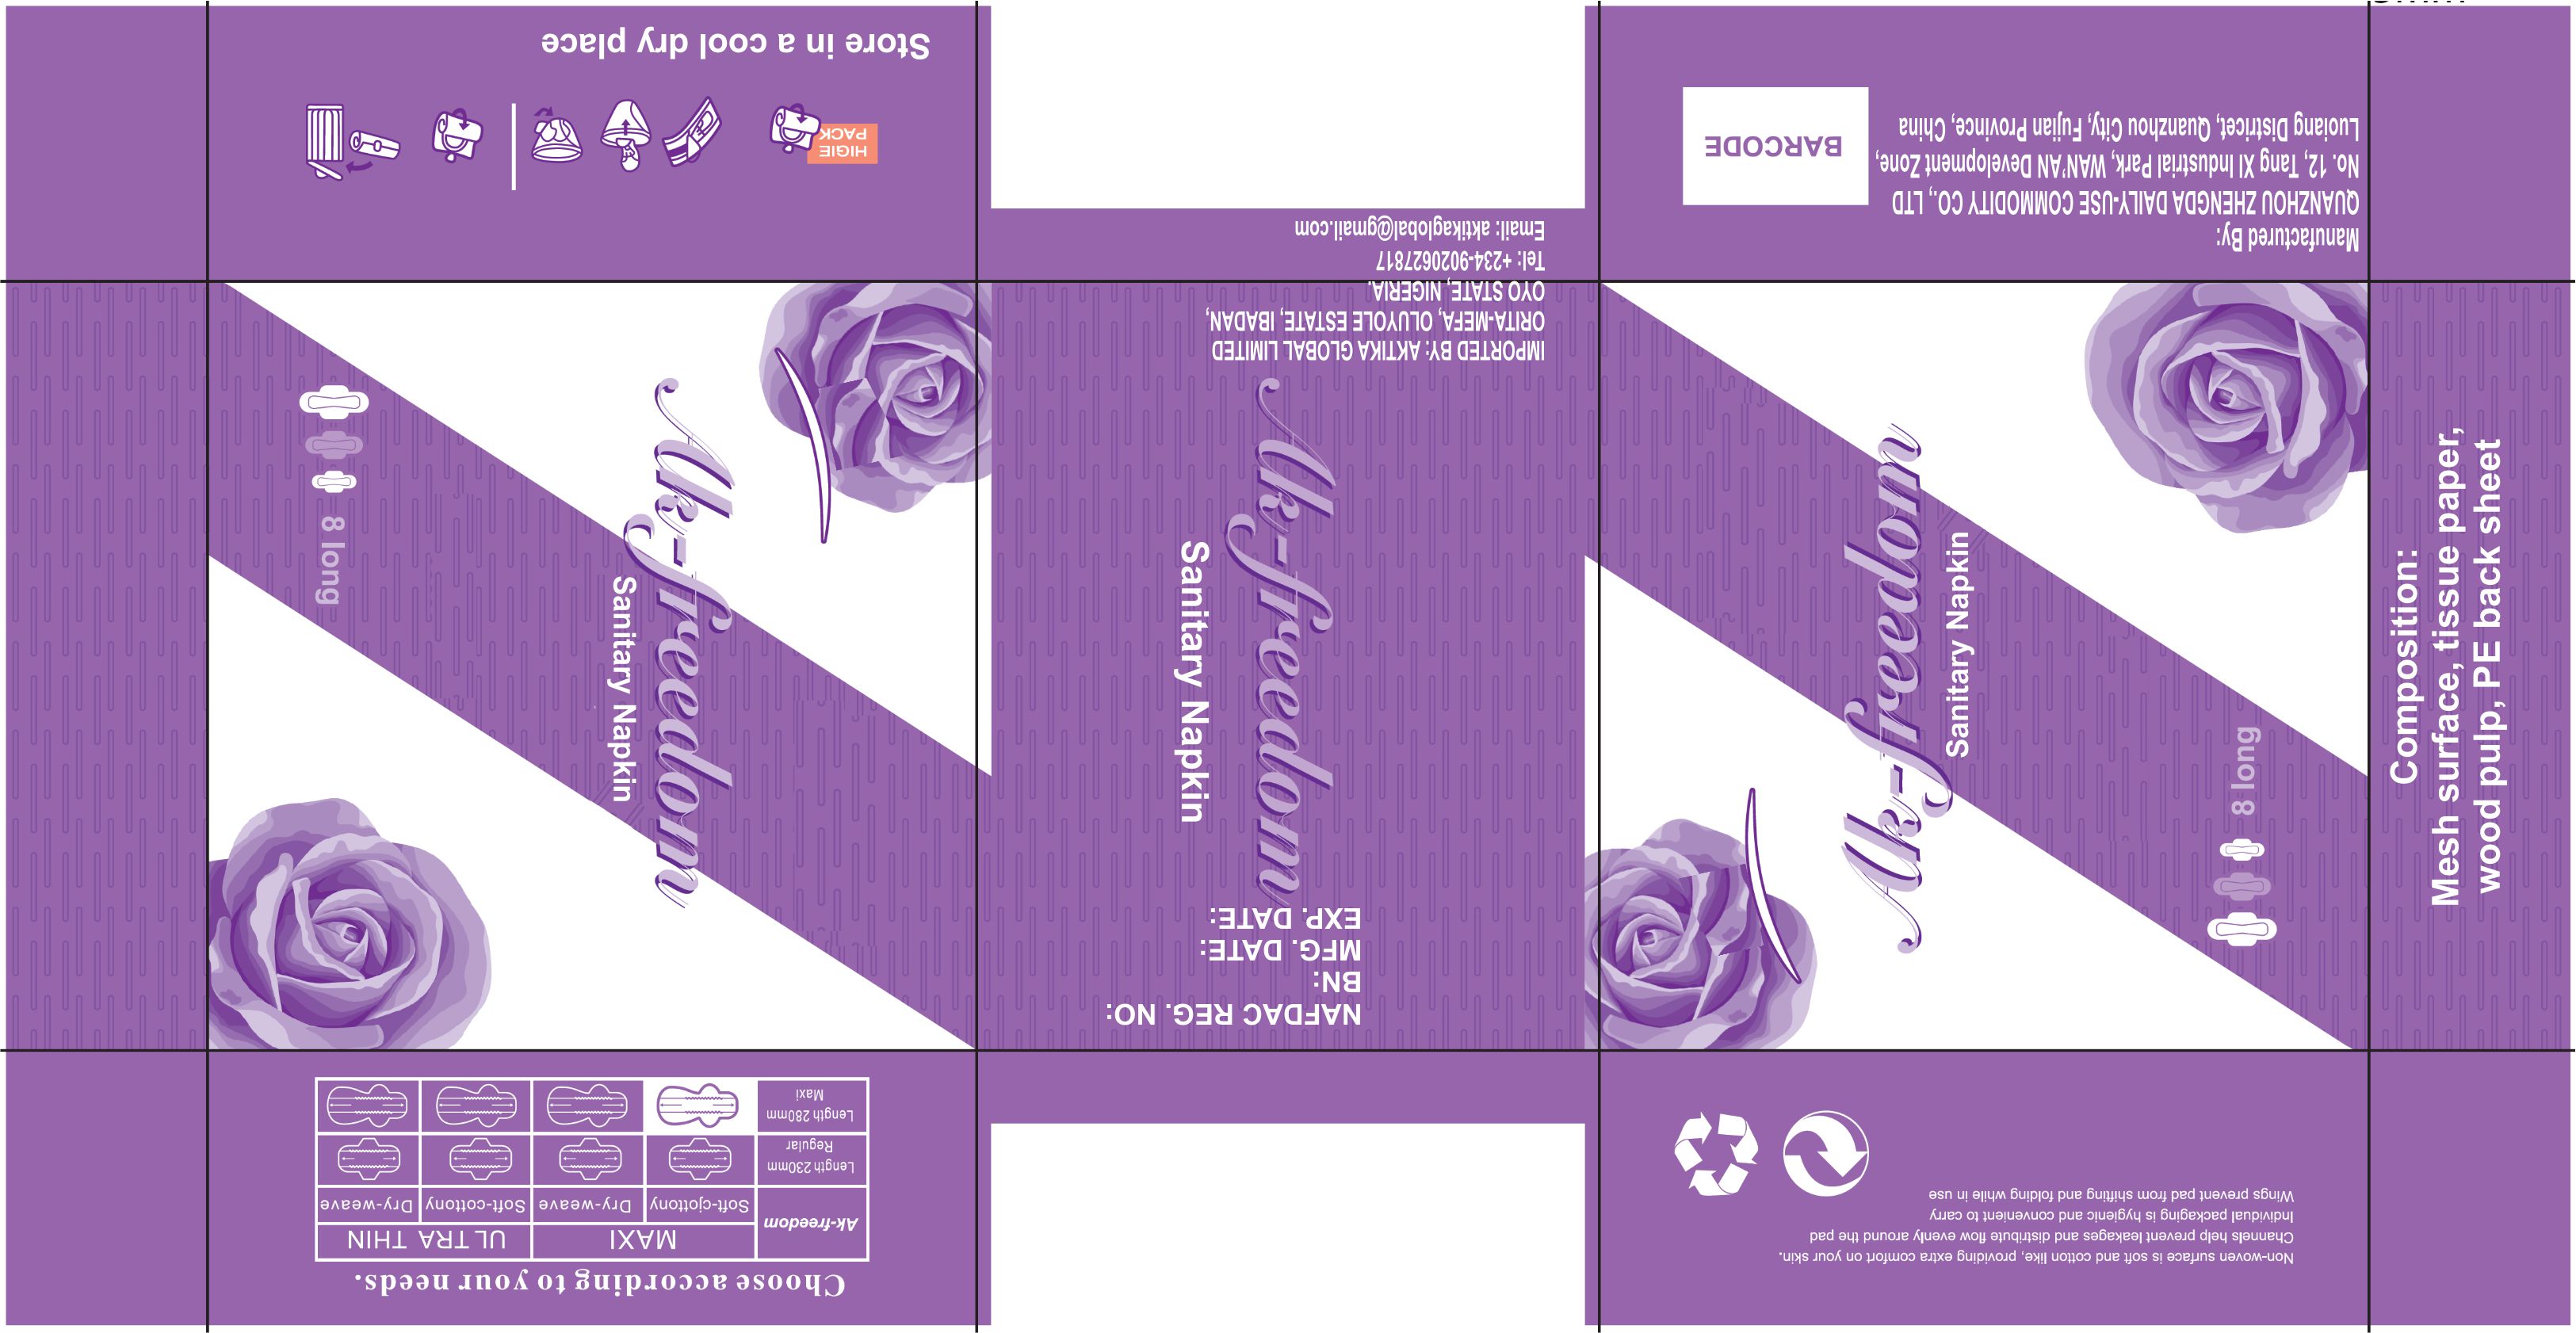 Store in a cool dry place
HIGIE
PACK
8 long
Ak-freedom
Sanitary Napkin
Choose according to your needs.
Ak-freedom
MAXI
ULTRA THIN
Soft-cjottony
Dry-weave
Soft-cottony
Dry-weave
Length 230mm
Regular
Length 280mm
Maxi
IMPORTED BY: AKTIKA GLOBAL LIMITED
ORITA-MEFA, OLUYOLE ESTATE, IBADAN,
OYO STATE, NIGERIA.
Tel: +234-9020627817
Email: aktikaglobal@gmail.com
Ak-freedom
Sanitary Napkin
NAFDAC REG. NO:
BN:
MFG. DATE:
EXP. DATE:
Manufactured By:
QUANZHOU ZHENGDA DAILY-USE COMMODITY CO., LTD
No. 12, Tang XI Industrial Park, WAN'AN Development Zone,
Luoiang Districet, Quanzhou City, Fujian Province, China
BARCODE
Ak-freedom
Sanitary Napkin
8 long
Non-woven surface is soft and cotton like, providing extra comfort on your skin.
Channels help prevent leakages and distribute flow evenly around the pad
Individual packaging is hygienic and convenient to carry
Wings prevent pad from shifting and folding while in use
Composition:
Mesh surface, tissue paper,
wood pulp, PE back sheet